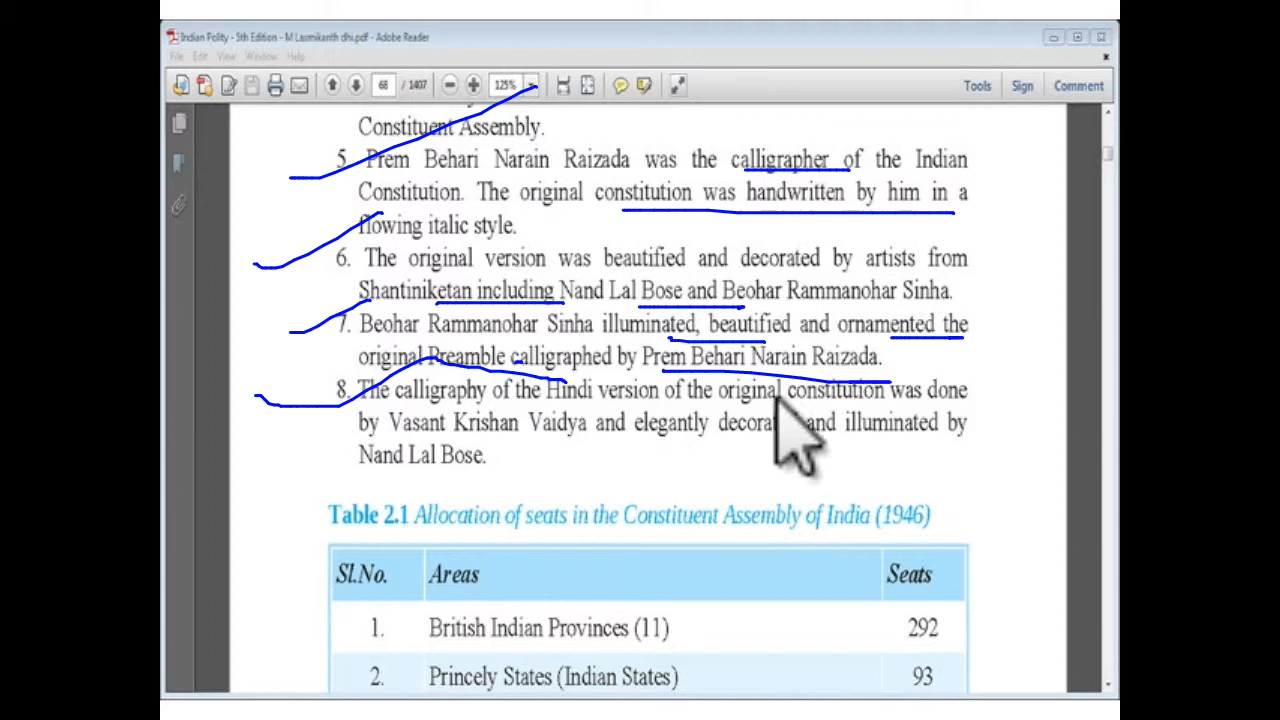 Indian Polity - 5th Edition - M Laxmikanth dhi.pdf - Adobe Reader
File Edit View Window Help
68 / 1407 125% Tools Sign Comment
Constituent Assembly.
5. Prem Behari Narain Raizada was the calligrapher of the Indian
Constitution. The original constitution was handwritten by him in a
flowing italic style.
6. The original version was beautified and decorated by artists from
Shantiniketan including Nand Lal Bose and Beohar Rammanohar Sinha.
7. Beohar Rammanohar Sinha illuminated, beautified and ornamented the
original Preamble calligraphed by Prem Behari Narain Raizada.
8. The calligraphy of the Hindi version of the original constitution was done
by Vasant Krishan Vaidya and elegantly decora and illuminated by
Nand Lal Bose.
Table 2.1 Allocation of seats in the Constituent Assembly of India (1946)
Sl.No. Areas Seats
1. British Indian Provinces (11) 292
2. Princely States (Indian States) 93